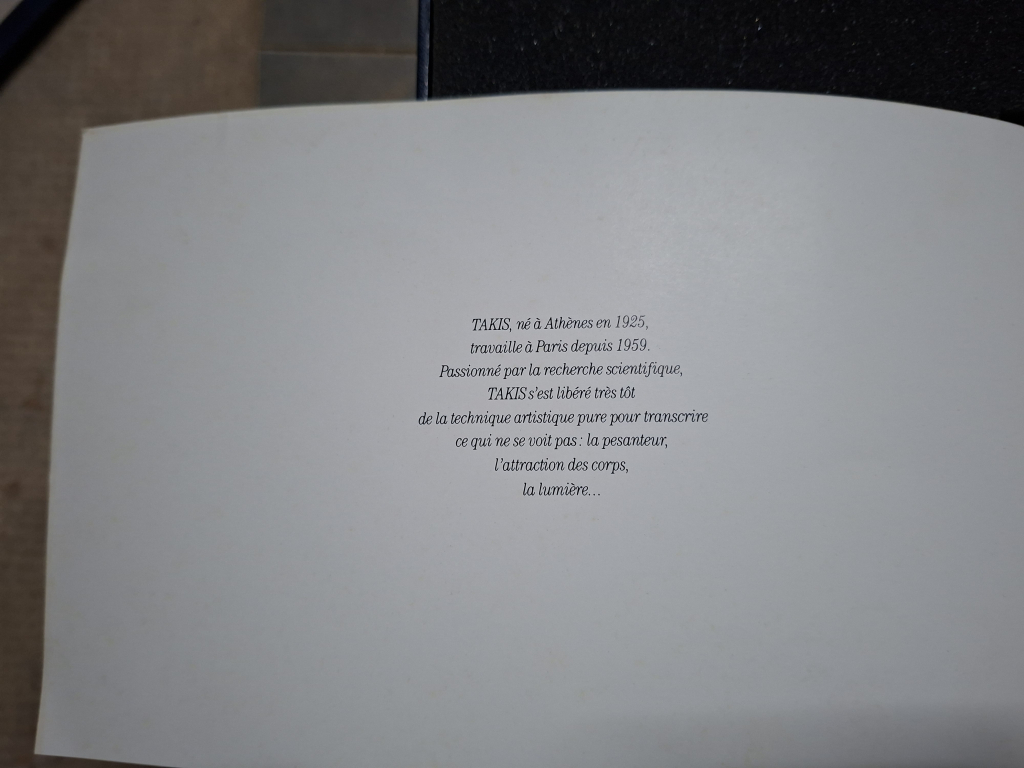 TAKIS, né à Athènes en 1925,
travaille à Paris depuis 1959.
Passionné par la recherche scientifique,
TAKIS s'est libéré très tôt
de la technique artistique pure pour transcrire
ce qui ne se voit pas : la pesanteur,
l'attraction des corps,
la lumière...